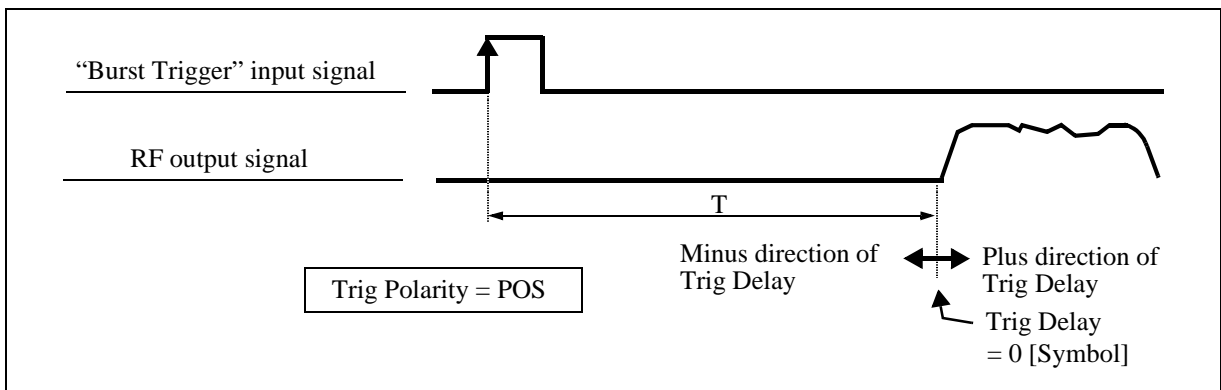 “Burst Trigger” input signal
RF output signal
T
Minus direction of
Trig Delay
Plus direction of
Trig Delay
Trig Polarity = POS
Trig Delay
= 0 [Symbol]